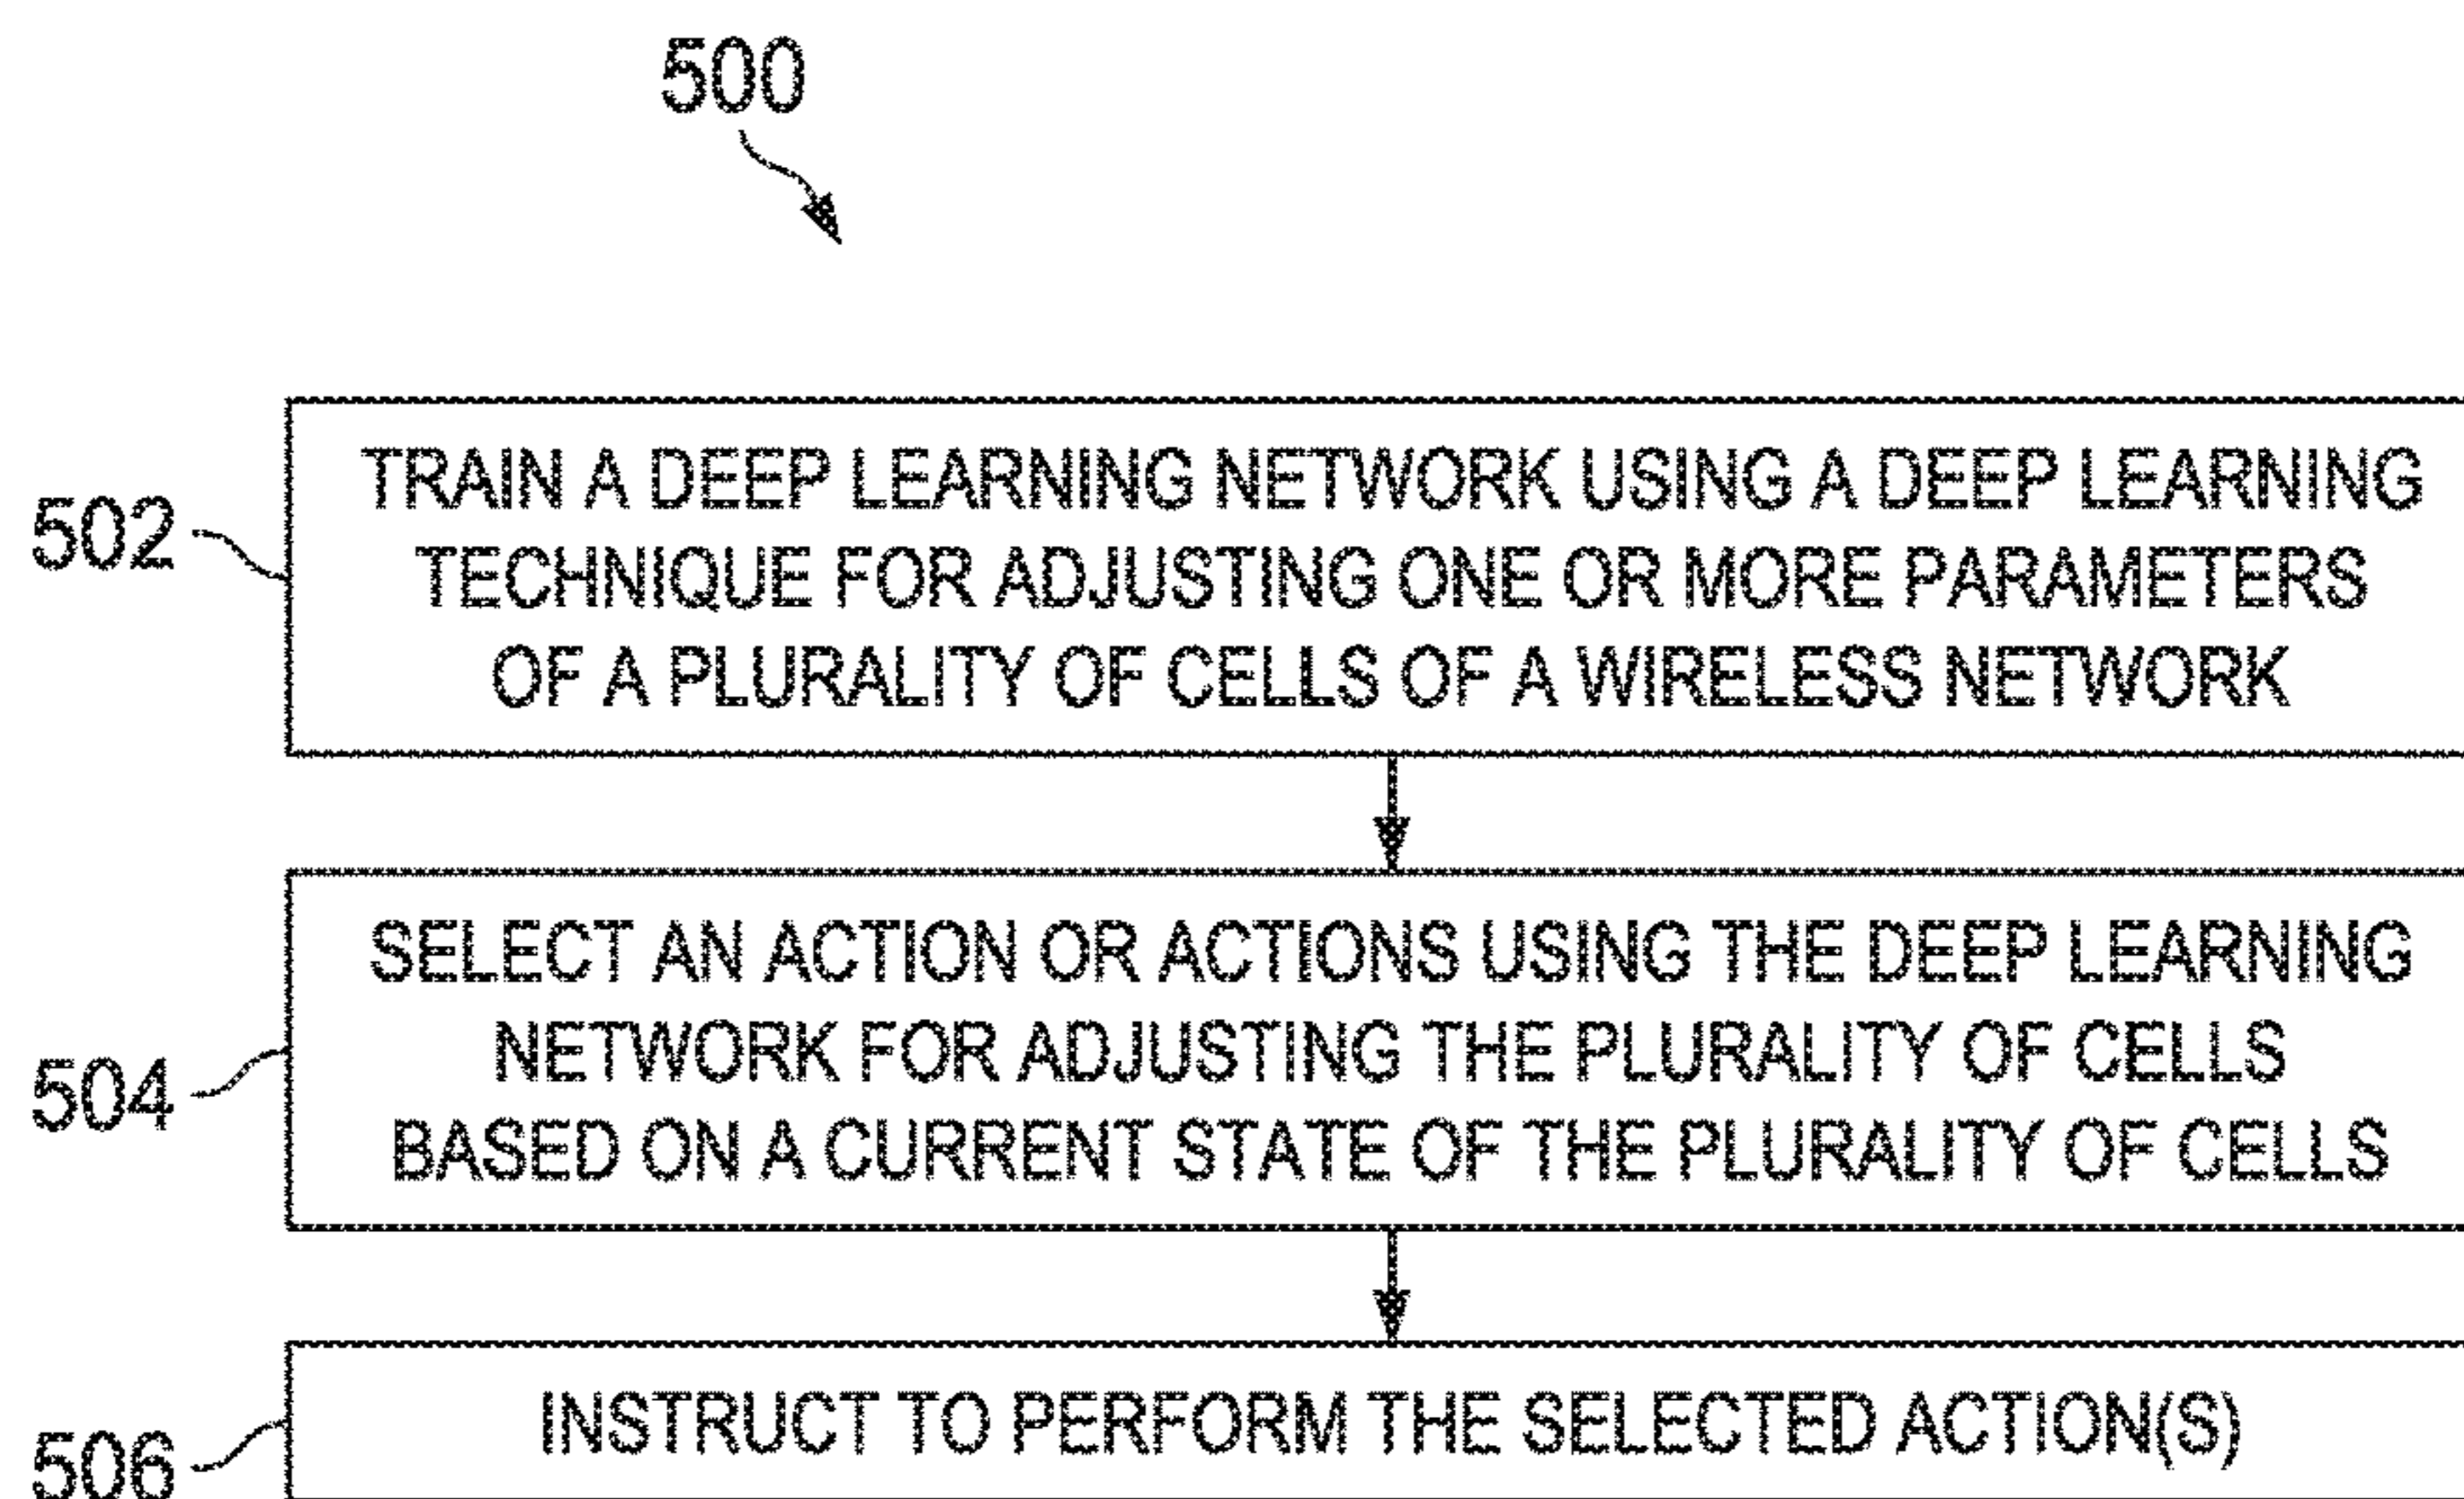 500
502
TRAIN A DEEP LEARNING NETWORK USING A DEEP LEARNING
TECHNIQUE FOR ADJUSTING ONE OR MORE PARAMETERS
OF A PLURALITY OF CELLS OF A WIRELESS NETWORK
504
SELECT AN ACTION OR ACTIONS USING THE DEEP LEARNING
NETWORK FOR ADJUSTING THE PLURALITY OF CELLS
BASED ON A CURRENT STATE OF THE PLURALITY OF CELLS
506
INSTRUCT TO PERFORM THE SELECTED ACTION(S)